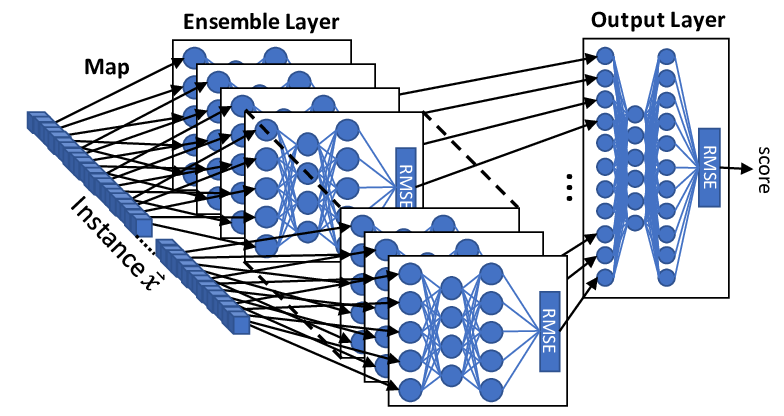 Ensemble Layer
Output Layer
Map
RMSE
RMSE
score
Instance x⃗
RMSE